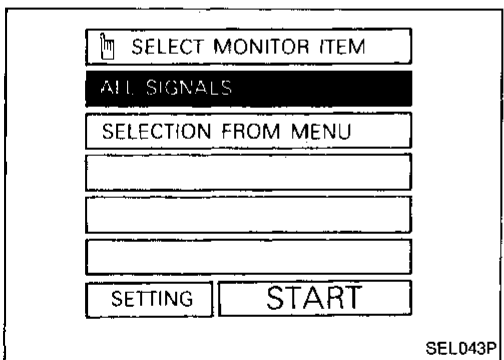 SELECT MONITOR ITEM
ALL SIGNALS
SELECTION FROM MENU
SETTING START
SEL043P